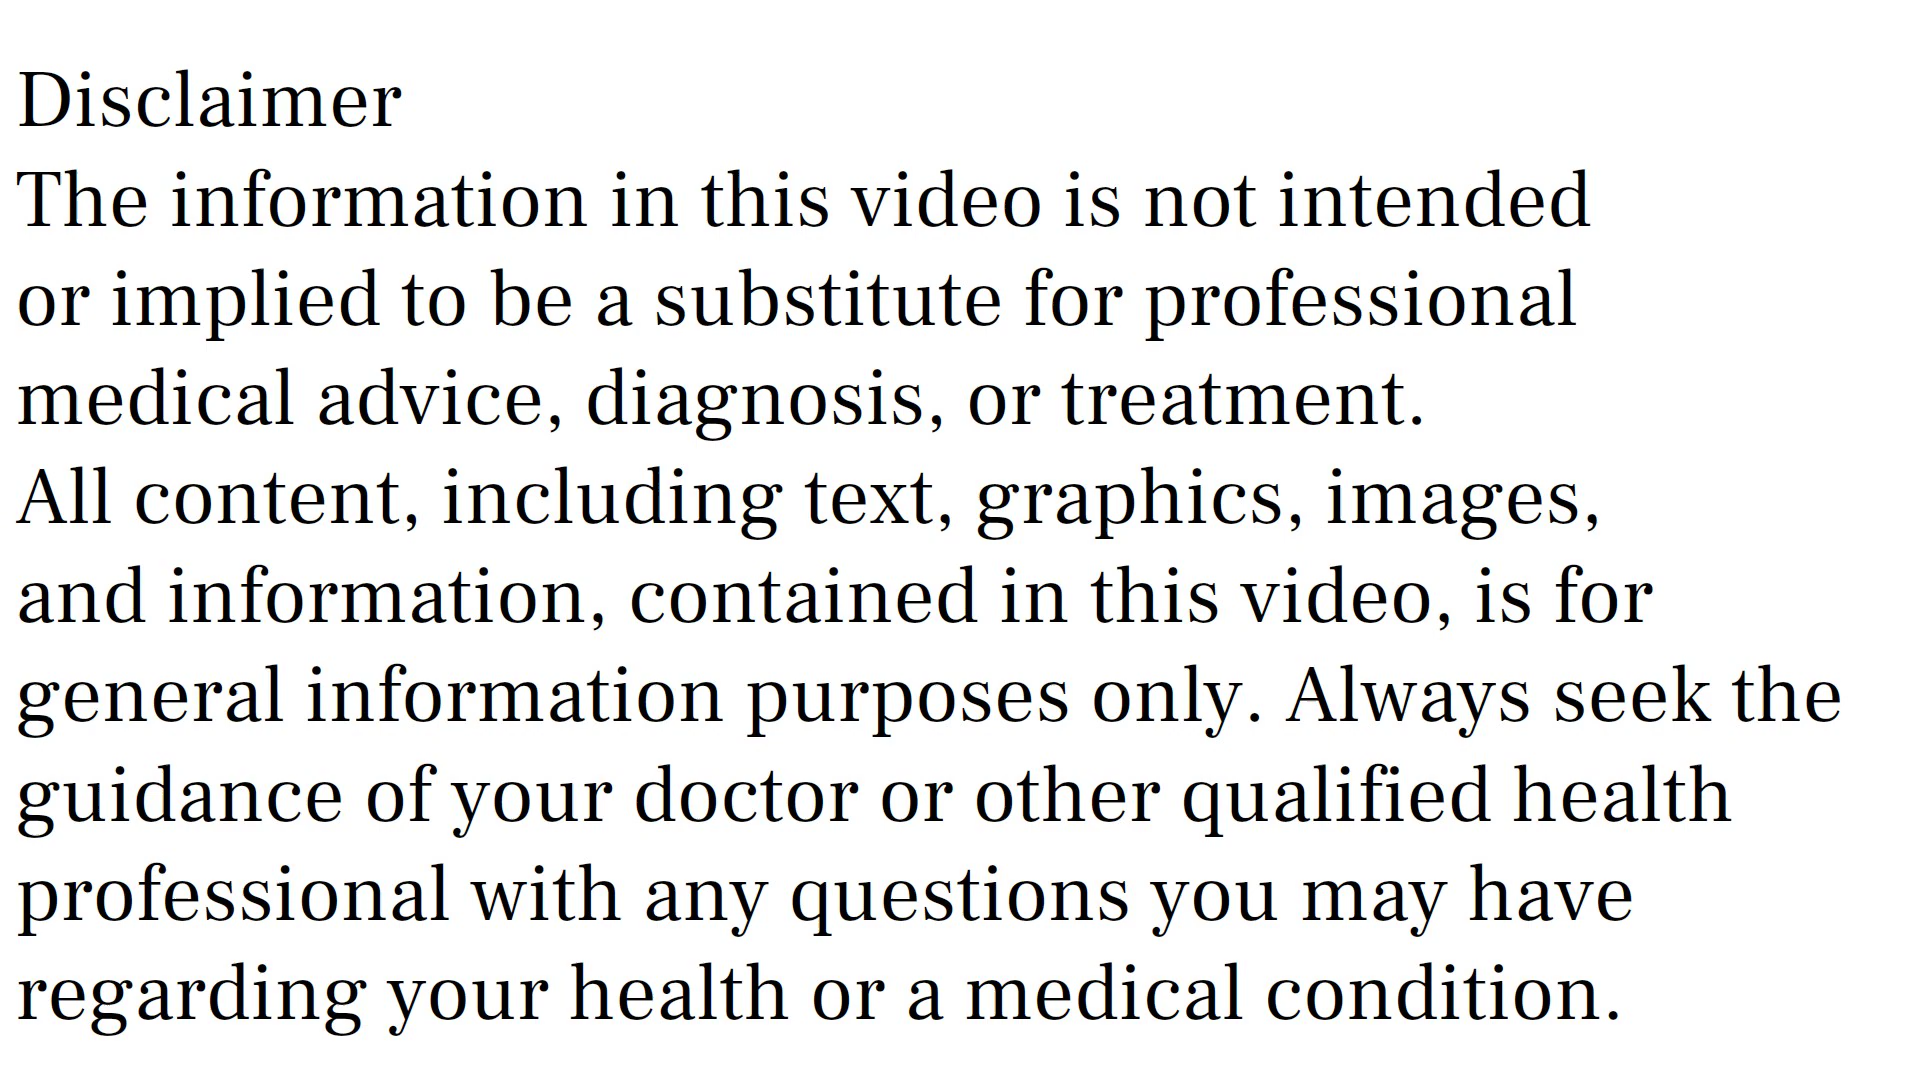 Disclaimer
The information in this video is not intended
or implied to be a substitute for professional
medical advice, diagnosis, or treatment.
All content, including text, graphics, images,
and information, contained in this video, is for
general information purposes only. Always seek the
guidance of your doctor or other qualified health
professional with any questions you may have
regarding your health or a medical condition.